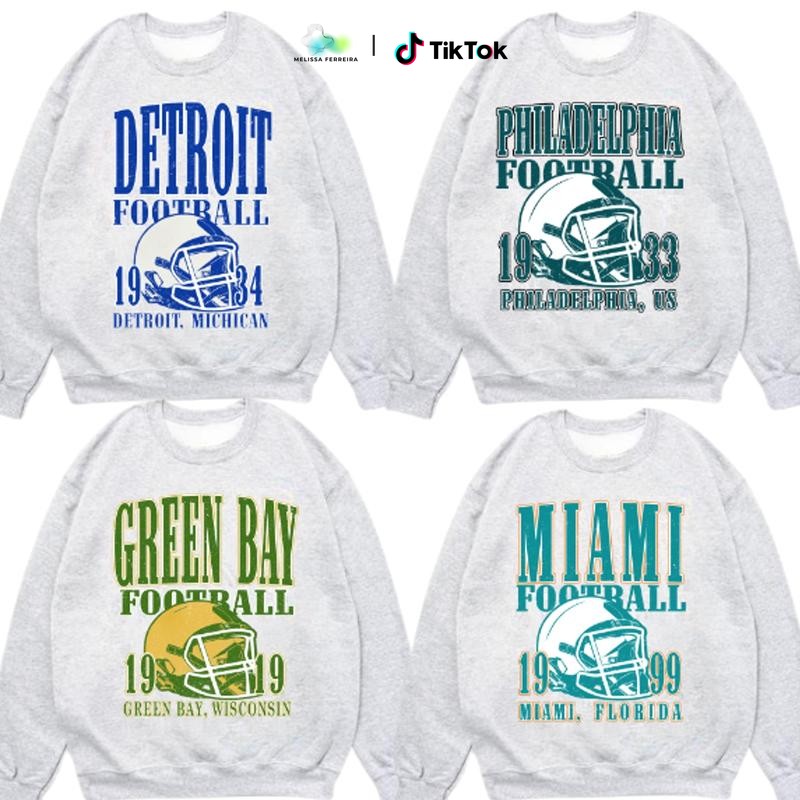 MELISSA FERREIRA
TikTok
DETROIT
FOOTBALL
19 34
DETROIT, MICHICAN
PHILADELPHIA
FOOTBALL
19 33
PHILADELPHIA, US
GREEN BAY
FOOTBALL
19 19
GREEN BAY, WISCONSIN
MIAMI
FOOTBALL
19 99
MIAMI, FLORIDA